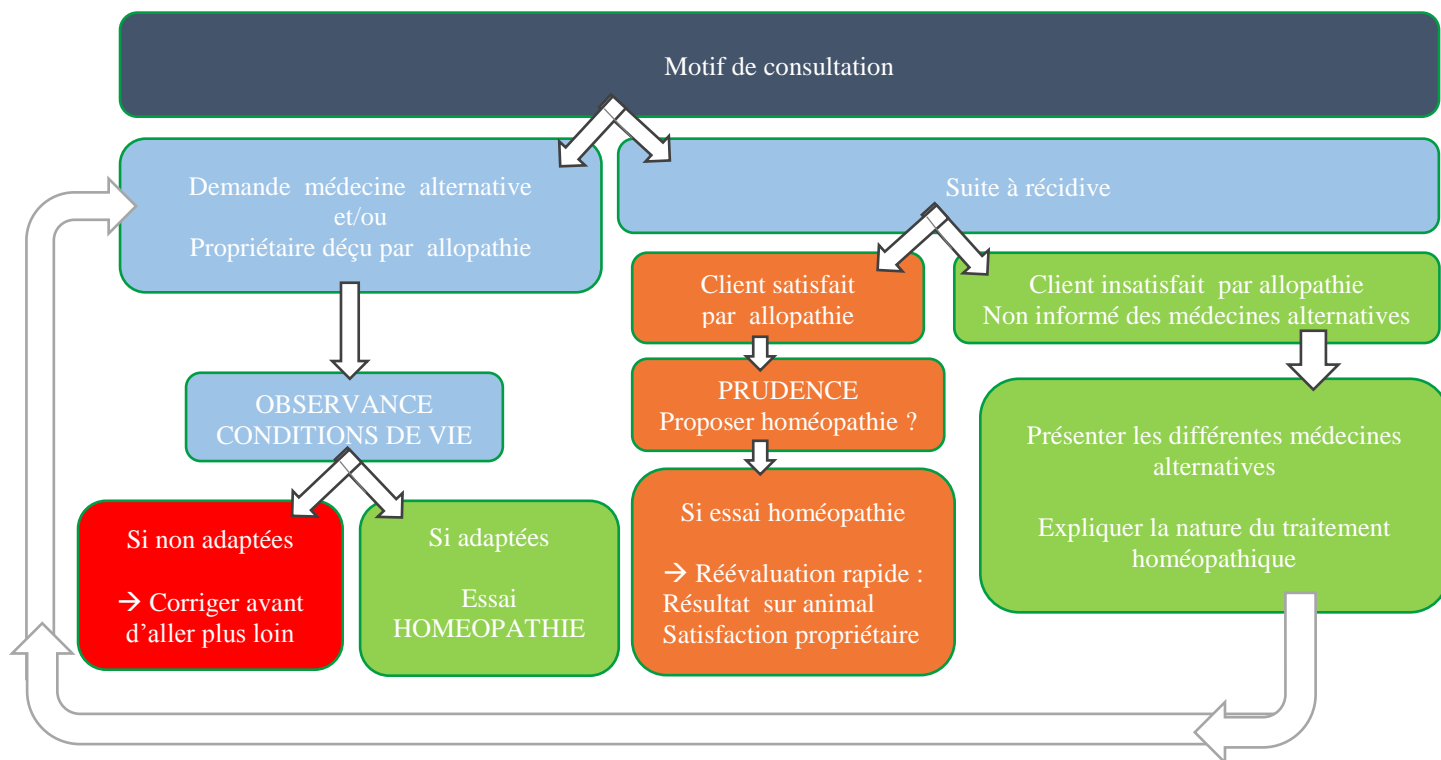 Motif de consultation
Demande médecine alternative
et/ou
Propriétaire déçu par allopathie
Suite à récidive
Client satisfait
par allopathie
Client insatisfait par allopathie
Non informé des médecines alternatives
OBSERVANCE
CONDITIONS DE VIE
PRUDENCE
Proposer homéopathie ?
Présenter les différentes médecines
alternatives
Expliquer la nature du traitement
homéopathique
Si non adaptées
→ Corriger avant
d'aller plus loin
Si adaptées
Essai
HOMEOPATHIE
Si essai homéopathie
→ Réévaluation rapide :
Résultat sur animal
Satisfaction propriétaire